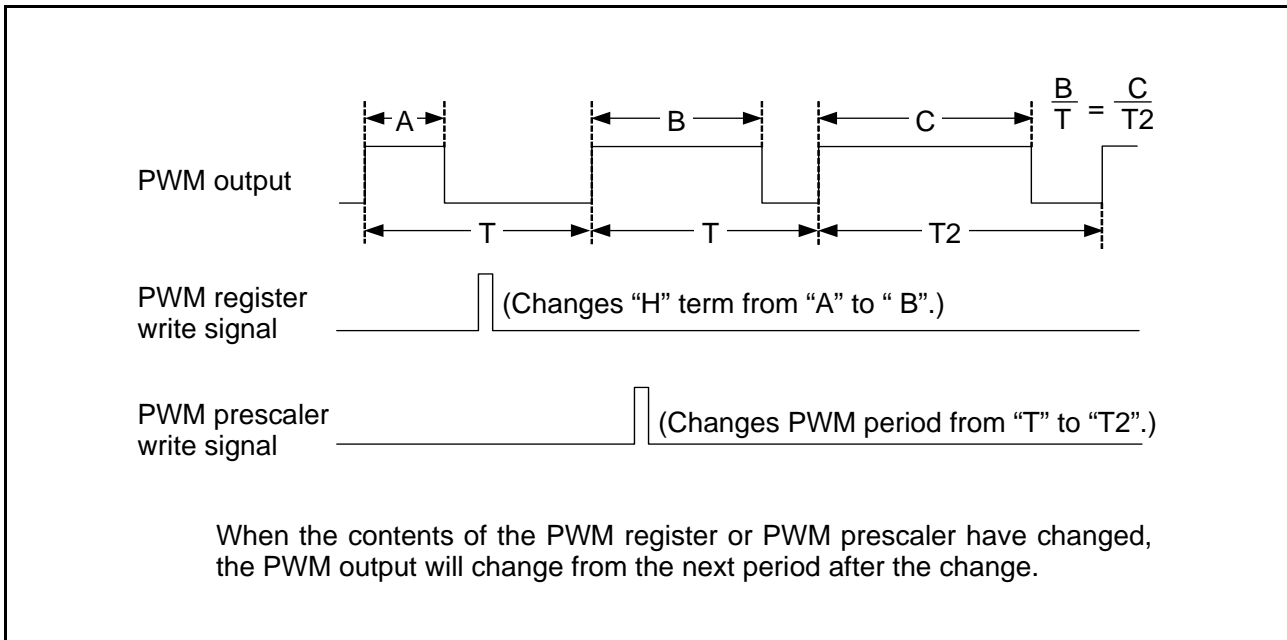 A
B
C
B
T
=
C
T2
PWM output
T
T
T2
PWM register
write signal
(Changes “H” term from “A” to “ B”.)
PWM prescaler
write signal
(Changes PWM period from “T” to “T2”.)
When the contents of the PWM register or PWM prescaler have changed,
the PWM output will change from the next period after the change.